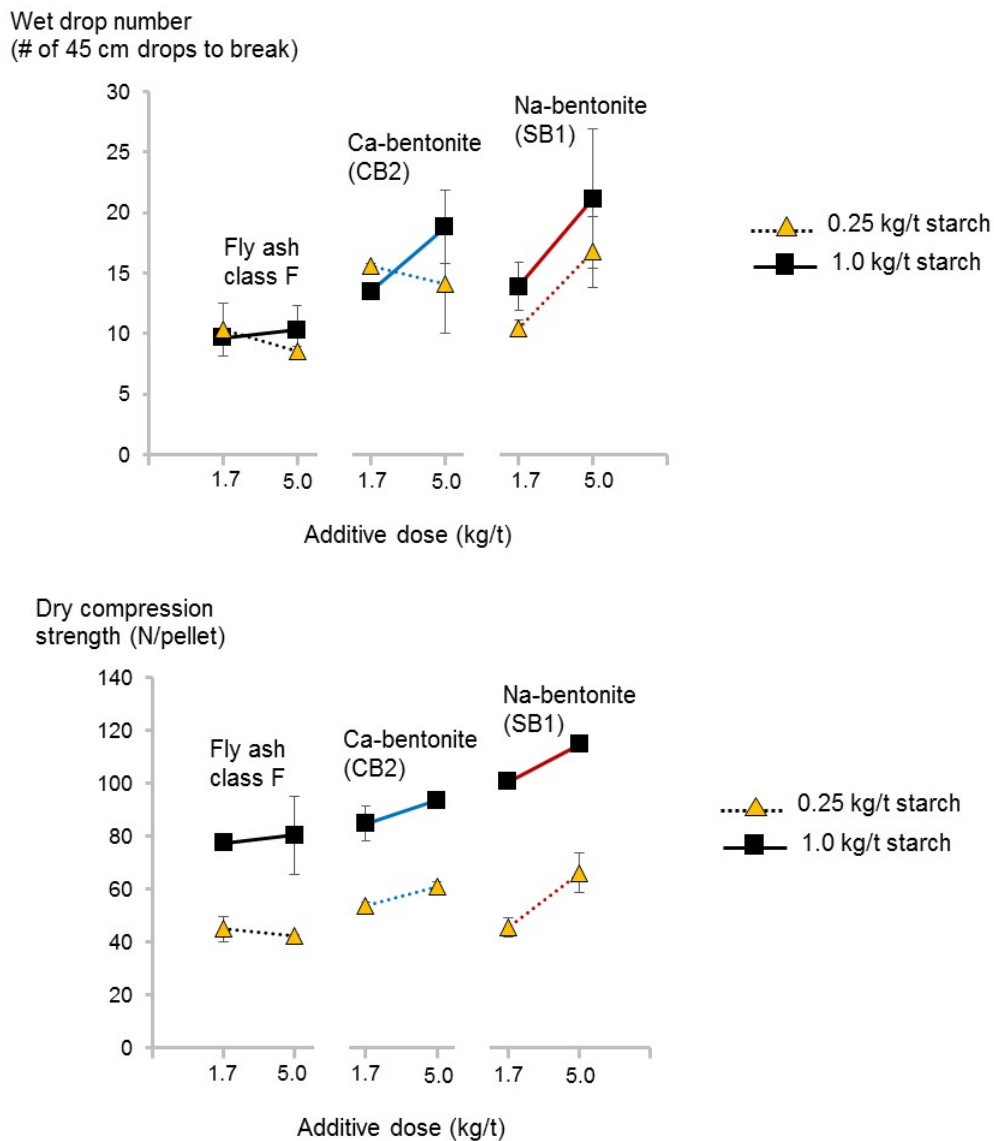 Wet drop number
(# of 45 cm drops to break)
30
25
20
15
10
5
0
Fly ash
class F
Ca-bentonite
(CB2)
Na-bentonite
(SB1)
0.25 kg/t starch
1.0 kg/t starch
1.7 5.0 1.7 5.0 1.7 5.0
Additive dose (kg/t)
Dry compression
strength (N/pellet)
140
120
100
80
60
40
20
0
Fly ash
class F
Ca-bentonite
(CB2)
Na-bentonite
(SB1)
0.25 kg/t starch
1.0 kg/t starch
1.7 5.0 1.7 5.0 1.7 5.0
Additive dose (kg/t)